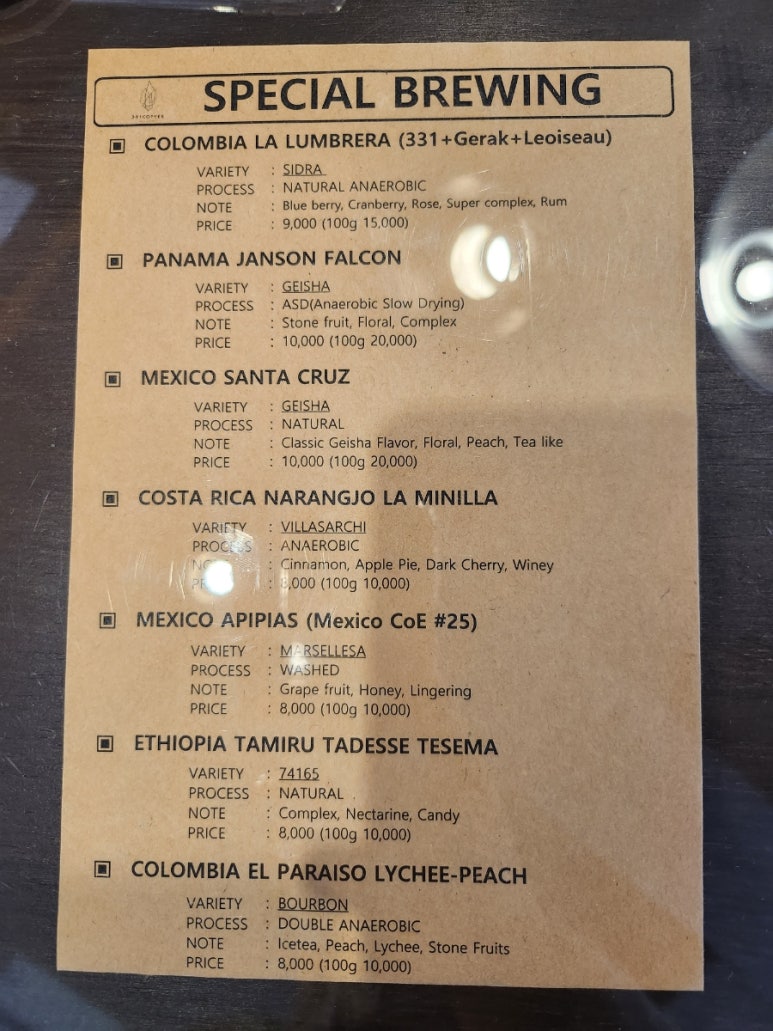 SPECIAL BREWING
COLOMBIA LA LUMBRERA (331+Gerak+Leoiseau)
VARIETY : SIDRA
PROCESS : NATURAL ANAEROBIC
NOTE : Blue berry, Cranberry, Rose, Super complex, Rum
PRICE : 9,000 (100g 15,000)
PANAMA JANSON FALCON
VARIETY : GEISHA
PROCESS : ASD(Anaerobic Slow Drying)
NOTE : Stone fruit, Floral, Complex
PRICE : 10,000 (100g 20,000)
MEXICO SANTA CRUZ
VARIETY : GEISHA
PROCESS : NATURAL
NOTE : Classic Geisha Flavor, Floral, Peach, Tea like
PRICE : 10,000 (100g 20,000)
COSTA RICA NARANGJO LA MINILLA
VARIETY : VILLASARCHI
PROCESS : ANAEROBIC
NOTE : Cinnamon, Apple Pie, Dark Cherry, Winey
PRICE : 8,000 (100g 10,000)
MEXICO APIPIAS (Mexico CoE #25)
VARIETY : MARSELLESA
PROCESS : WASHED
NOTE : Grape fruit, Honey, Lingering
PRICE : 8,000 (100g 10,000)
ETHIOPIA TAMIRU TADESSE TESEMA
VARIETY : 74165
PROCESS : NATURAL
NOTE : Complex, Nectarine, Candy
PRICE : 8,000 (100g 10,000)
COLOMBIA EL PARAISO LYCHEE-PEACH
VARIETY : BOURBON
PROCESS : DOUBLE ANAEROBIC
NOTE : Icetea, Peach, Lychee, Stone Fruits
PRICE : 8,000 (100g 10,000)